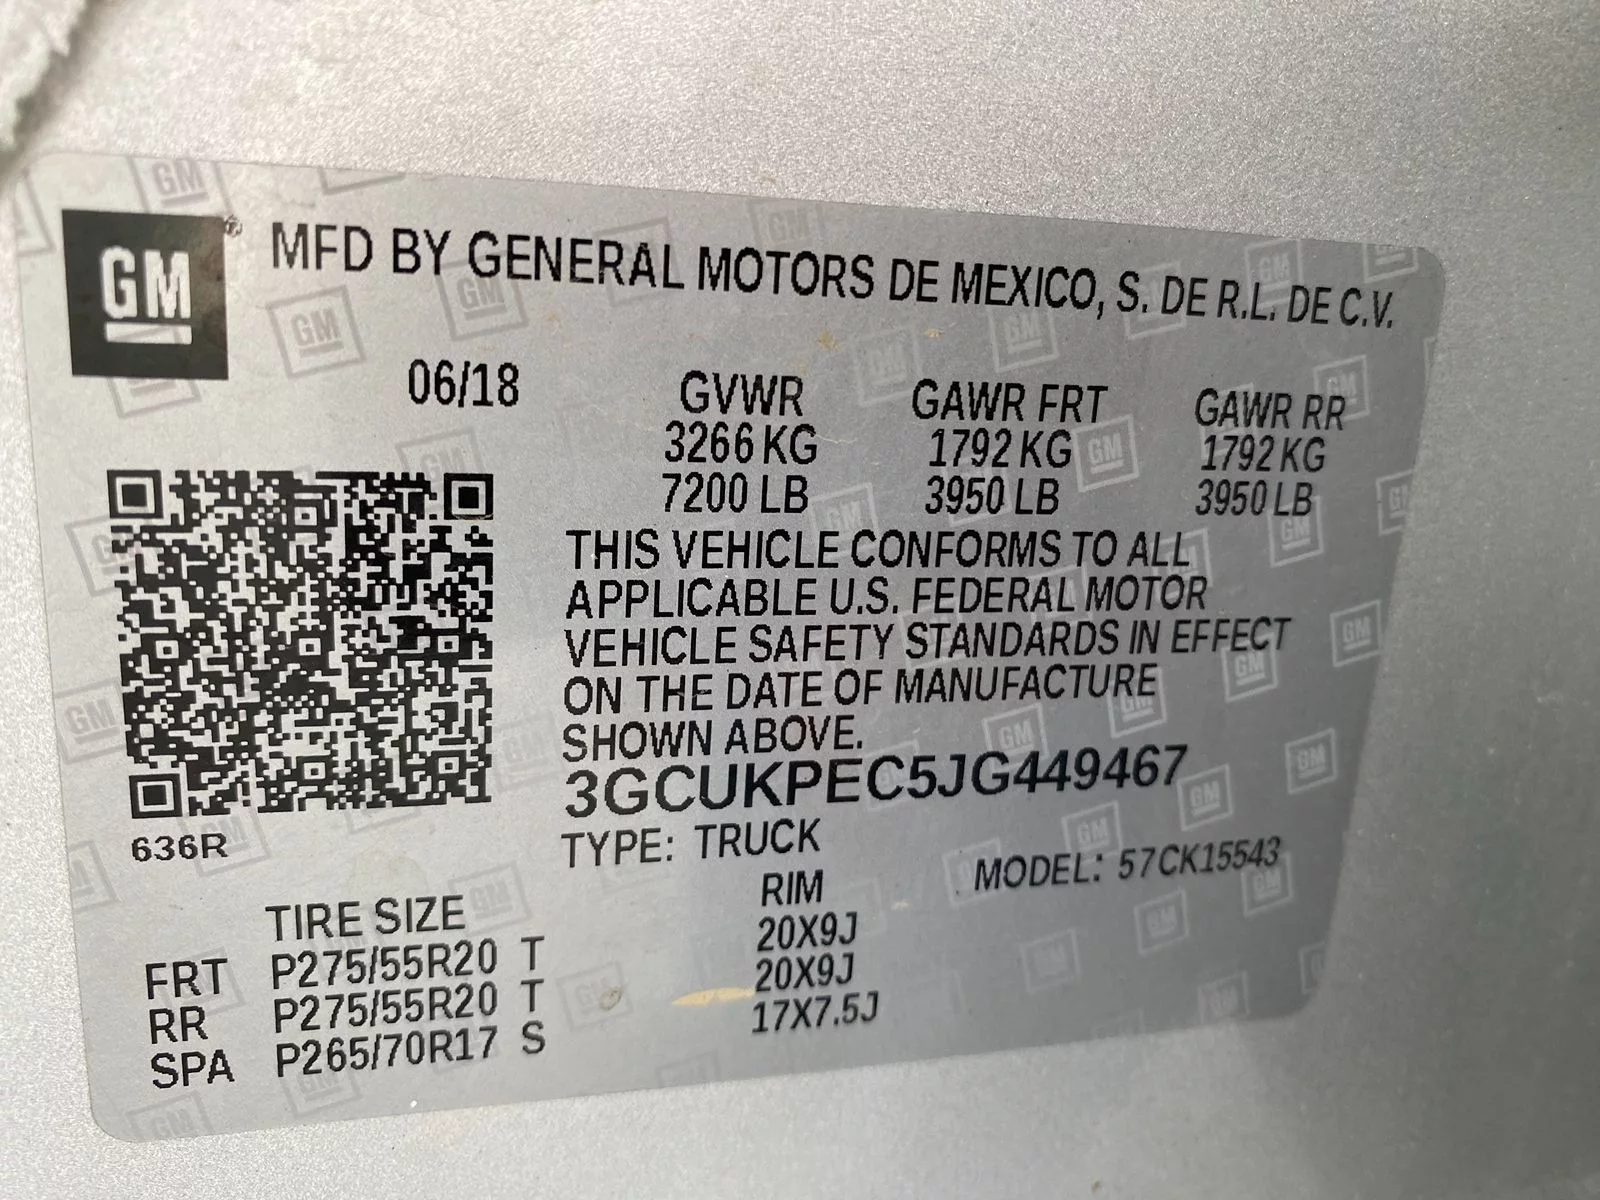 GM® MFD BY GENERAL MOTORS DE MEXICO, S. DE R.L. DE C.V.
06/18
GVWR GAWR FRT GAWR RR
3266 KG 1792 KG 1792 KG
7200 LB 3950 LB 3950 LB
THIS VEHICLE CONFORMS TO ALL
APPLICABLE U.S. FEDERAL MOTOR
VEHICLE SAFETY STANDARDS IN EFFECT
ON THE DATE OF MANUFACTURE
SHOWN ABOVE.
3GCUKPEC5JG449467
636R
TYPE: TRUCK
MODEL: 57CK15543
TIRE SIZE RIM
FRT P275/55R20 T 20X9J
RR P275/55R20 T 20X9J
SPA P265/70R17 S 17X7.5J